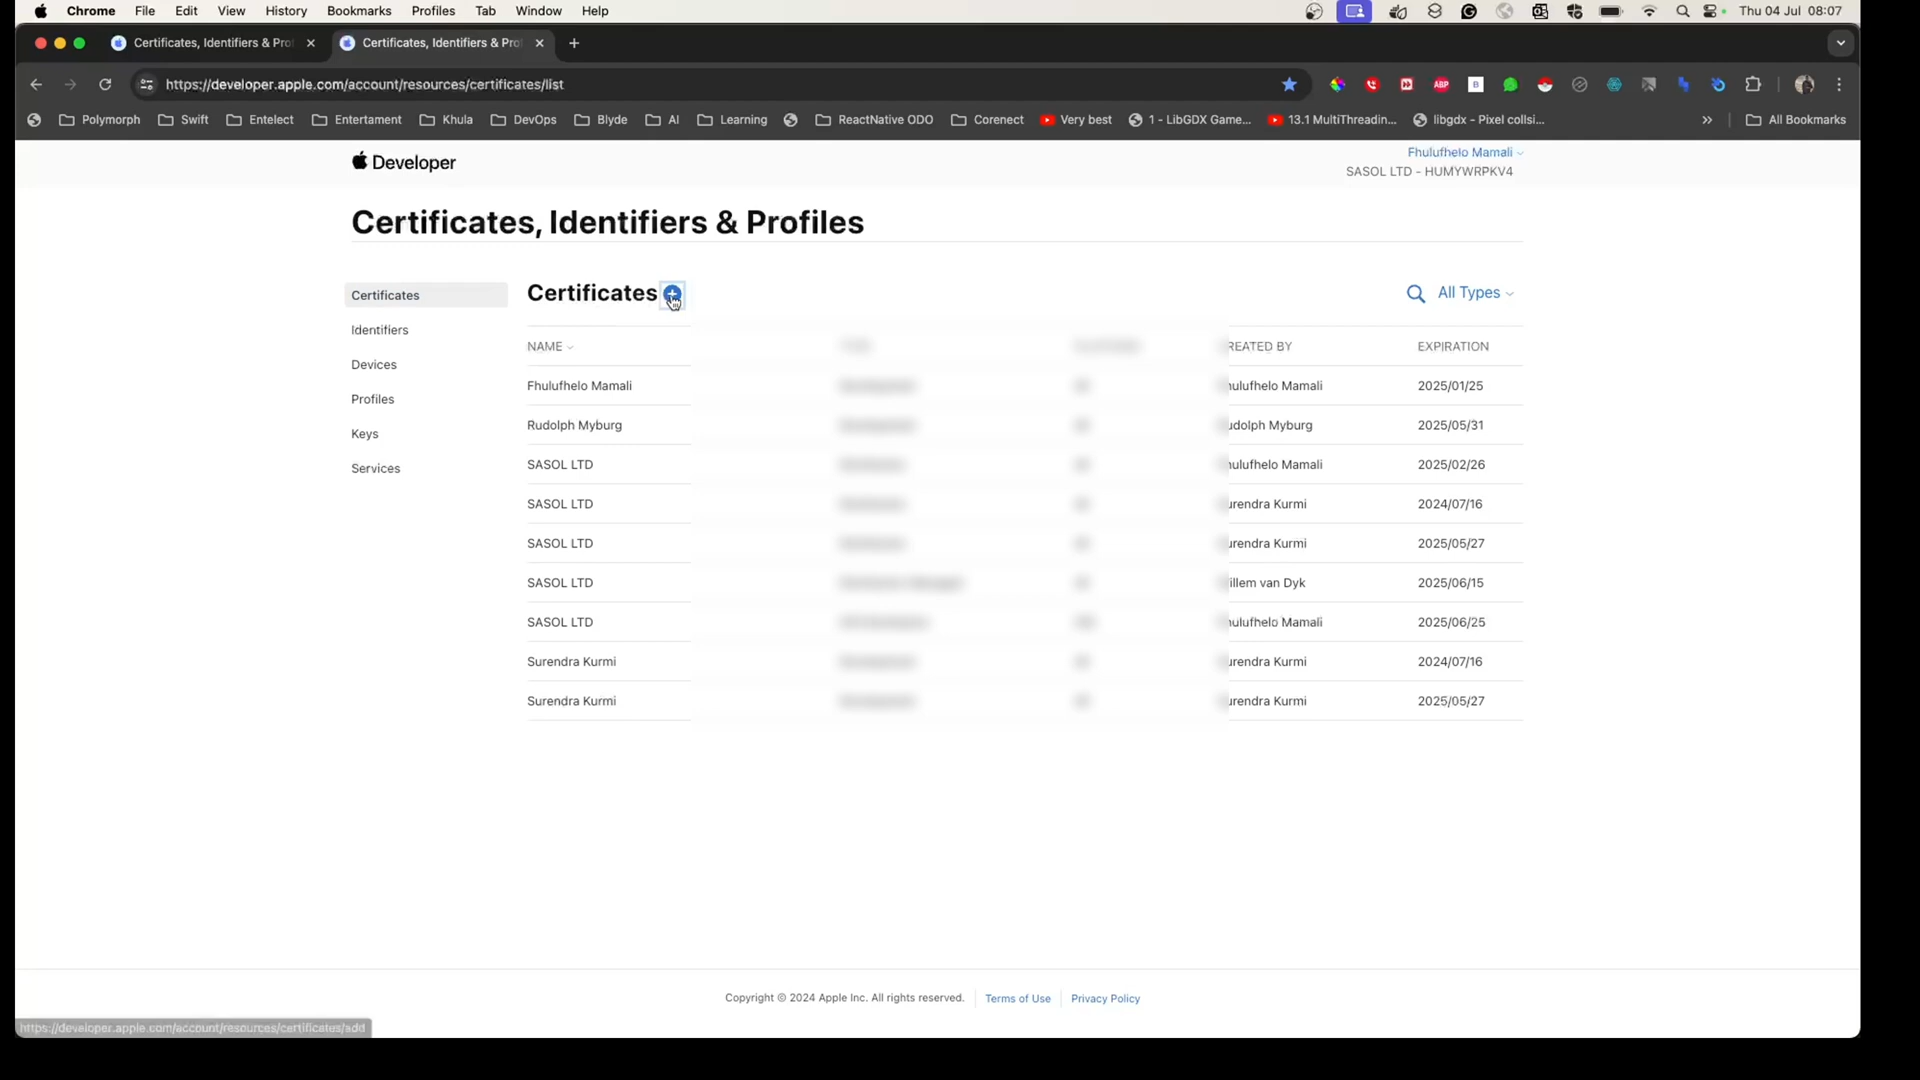 Chrome File Edit View History Bookmarks Profiles Tab Window Help Thu 04 Jul 08:07
Certificates, Identifiers & Prof Certificates, Identifiers & Prof
https://developer.apple.com/account/resources/certificates/list ABP B
Polymorph Swift Entelect Entertament Khula DevOps Blyde AI Learning ReactNative ODO Corenect Very best 1 - LibGDX Game... 13.1 MultiThreadin... libgdx - Pixel collsi... » All Bookmarks
Developer Fhulufhelo Mamali
SASOL LTD - HUMYWRPKV4
Certificates, Identifiers & Profiles
Certificates
Identifiers
Devices
Profiles
Keys
Services
Certificates All Types
NAME REATED BY EXPIRATION
Fhulufhelo Mamali hulufhelo Mamali 2025/01/25
Rudolph Myburg udolph Myburg 2025/05/31
SASOL LTD hulufhelo Mamali 2025/02/26
SASOL LTD urendra Kurmi 2024/07/16
SASOL LTD urendra Kurmi 2025/05/27
SASOL LTD illem van Dyk 2025/06/15
SASOL LTD hulufhelo Mamali 2025/06/25
Surendra Kurmi urendra Kurmi 2024/07/16
Surendra Kurmi urendra Kurmi 2025/05/27
Copyright © 2024 Apple Inc. All rights reserved. Terms of Use Privacy Policy
https://developer.apple.com/account/resources/certificates/add